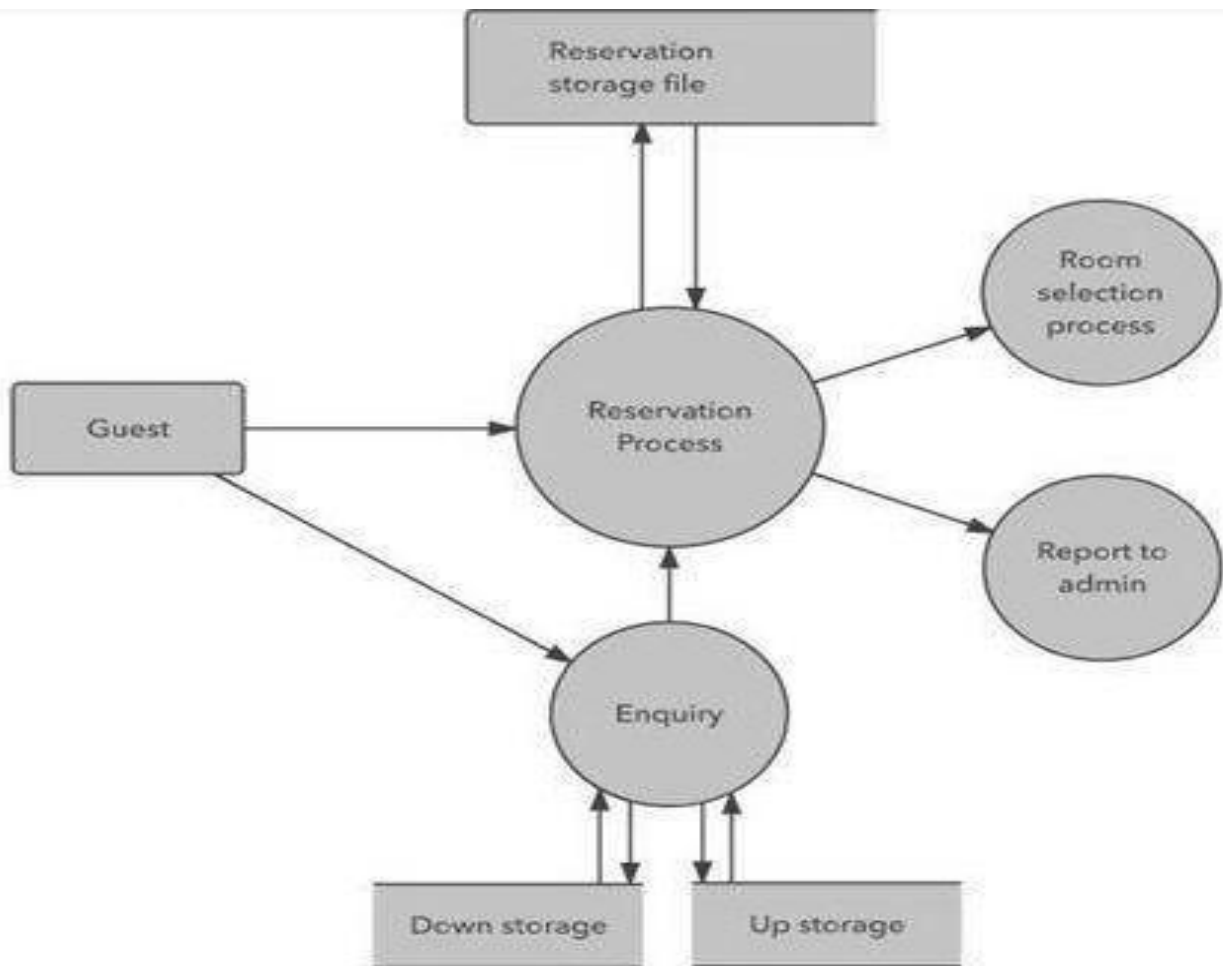 Reservation
storage file
Room
selection
process
Guest
Reservation
Process
Report to
admin
Enquiry
Down storage
Up storage